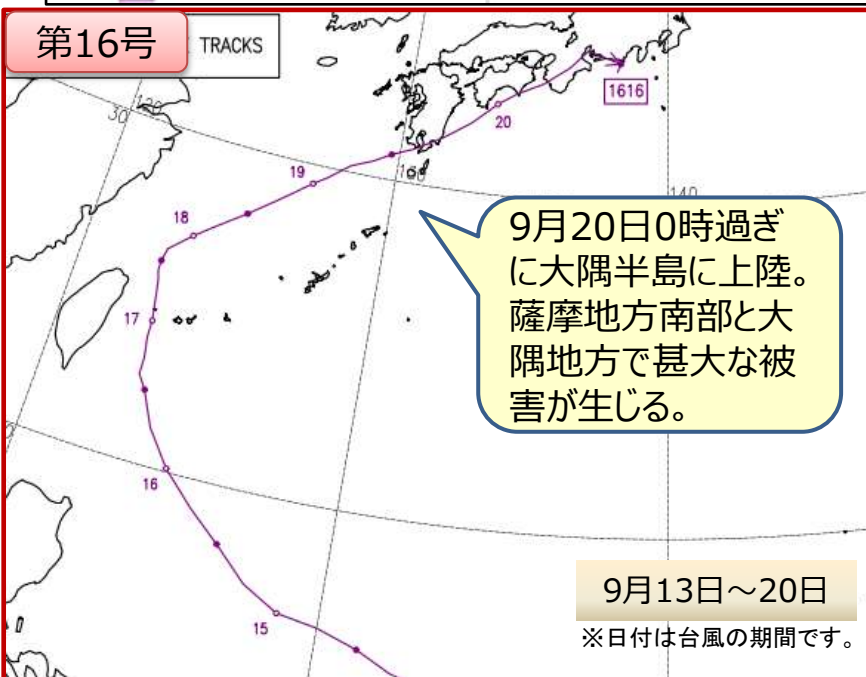 第16号
TRACKS
120
30
20
1616
19
130
140
18
9月20日0時過ぎ
に大隅半島に上陸。
薩摩地方南部と大
隅地方で甚大な被
害が生じる。
17
16
15
9月13日～20日
※日付は台風の期間です。